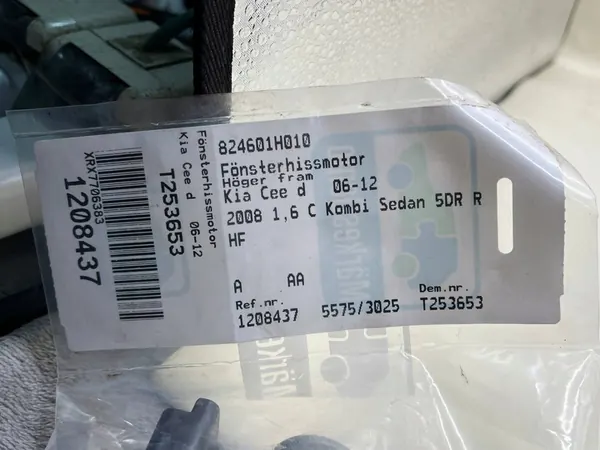 824601H010
Fönsterhissmotor
Höger fram
Kia Cee d 06-12
2008 1,6 C Kombi Sedan 5DR R
HF
A AA
Ref.nr. Dem.nr.
1208437 5575/3025 T253653
Fönsterhissmotor
Kia Cee d 06-12
T253653
XRX7706383
1208437